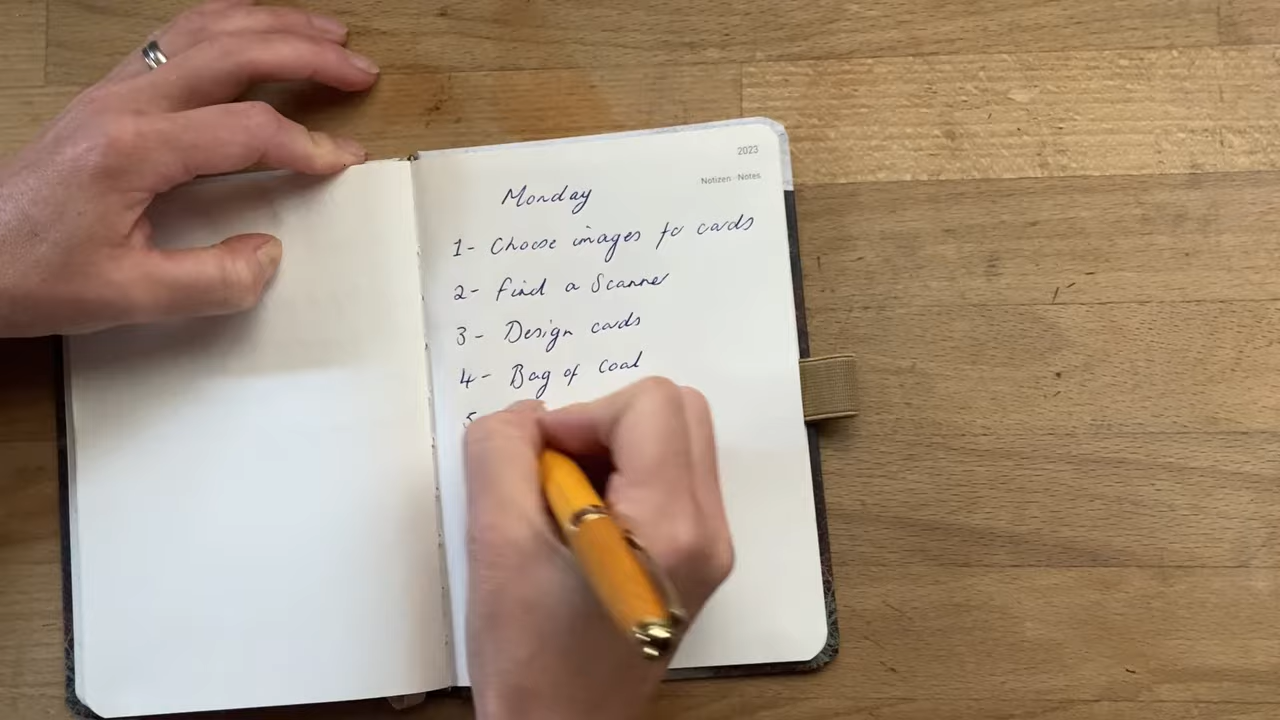 2023
Notizen · Notes
Monday
1- Choose images for cards
2- Find a Scanner
3- Design cards
4- Bag of coal
5